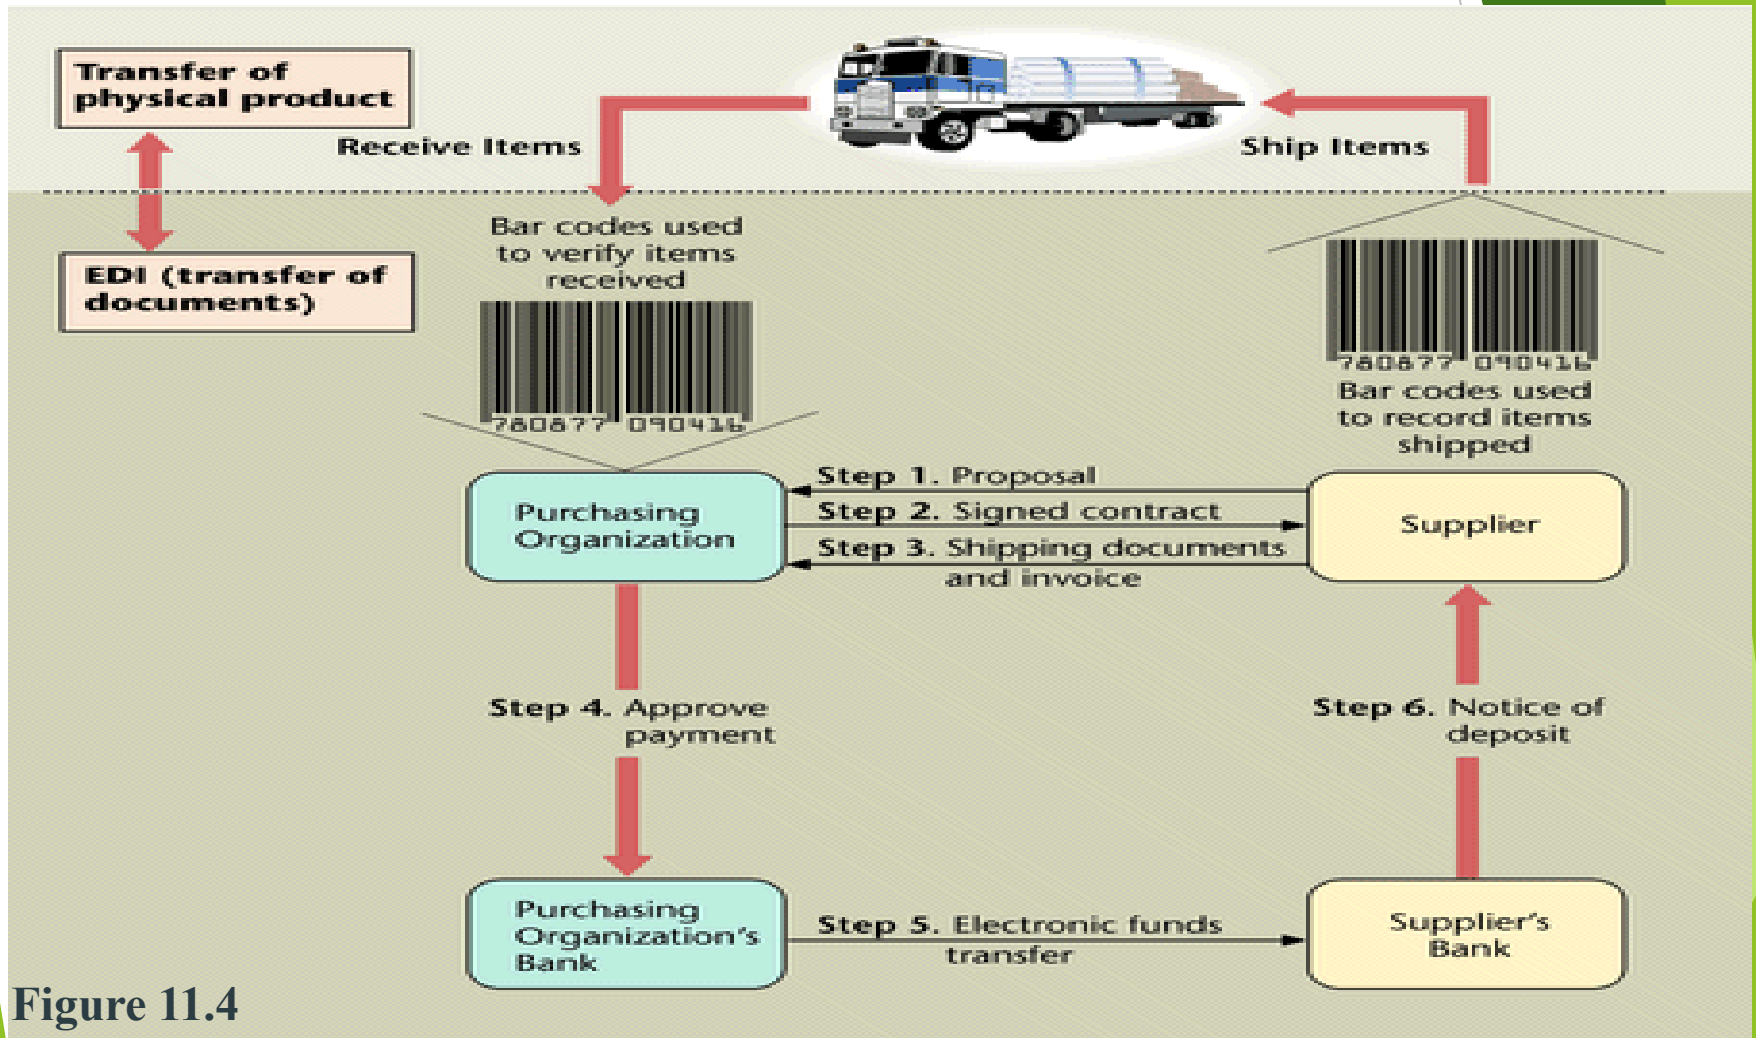 Transfer of
physical product
Receive Items
Ship Items
EDI (transfer of
documents)
Bar codes used
to verify items
received
780877 090416
780877 090416
Bar codes used
to record items
shipped
Step 1. Proposal
Step 2. Signed contract
Step 3. Shipping documents
and invoice
Purchasing
Organization
Supplier
Step 4. Approve
payment
Step 6. Notice of
deposit
Purchasing
Organization's
Bank
Step 5. Electronic funds
transfer
Supplier's
Bank
Figure 11.4